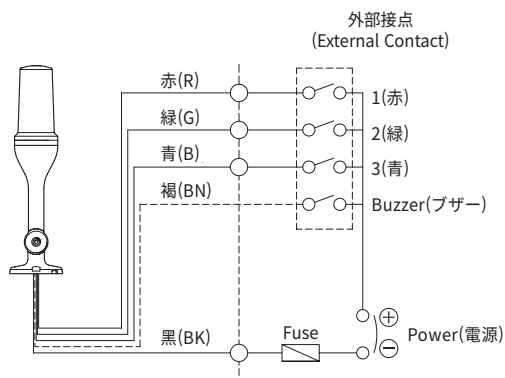 外部接点
(External Contact)
赤(R)
1(赤)
緑(G)
2(緑)
青(B)
3(青)
褐(BN)
Buzzer(ブザー)
黑(BK)
Fuse
⊕
Power(電源)
⊖